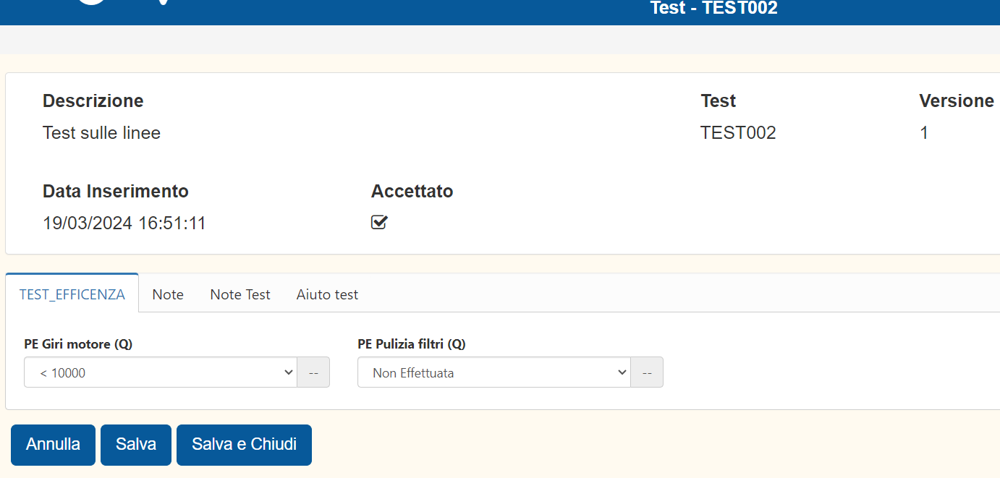 Test - TEST002
Descrizione Test Versione
Test sulle linee TEST002 1
Data Inserimento Accettato
19/03/2024 16:51:11
TEST_EFFICENZA Note Note Test Aiuto test
PE Giri motore (Q) PE Pulizia filtri (Q)
< 10000 -- Non Effettuata --
Annulla Salva Salva e Chiudi